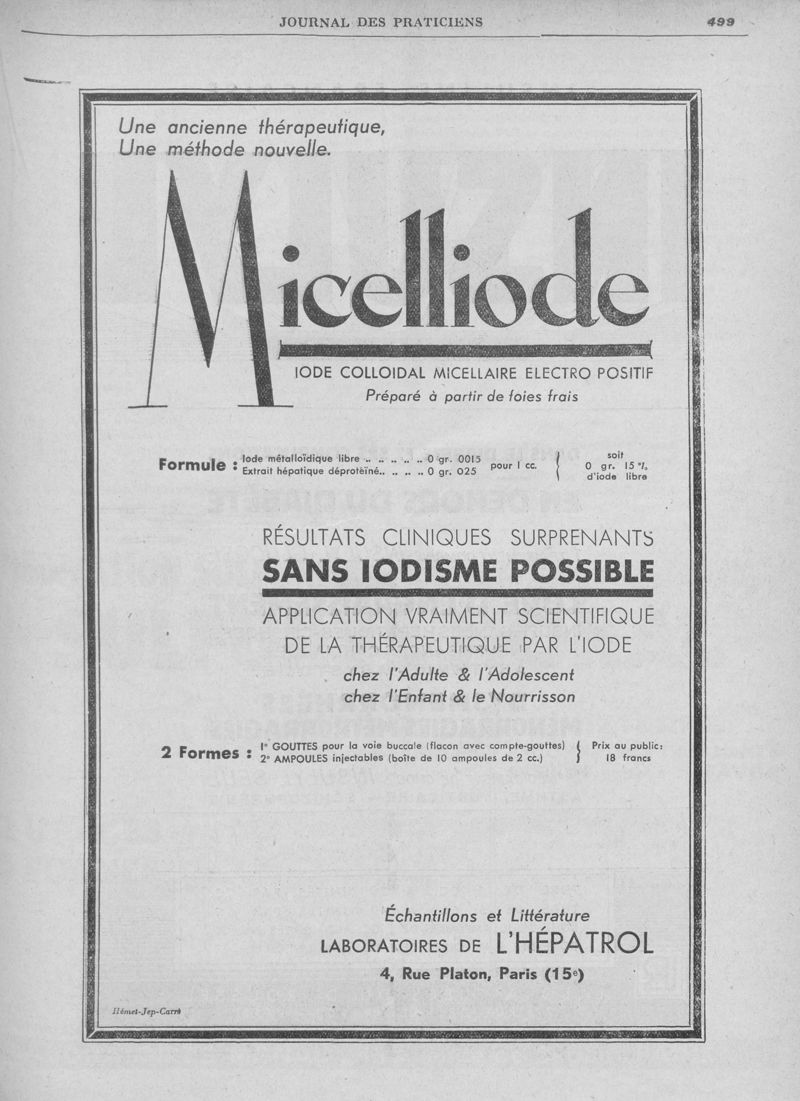 JOURNAL DES PRATICIENS 499
Une ancienne thérapeutique,
Une méthode nouvelle.
Micelliode
IODE COLLOIDAL MICELLAIRE ELECTRO POSITIF
Préparé à partir de foies frais
Formule : Iode métalloïdique libre .. .. .. .. .. 0 gr. 0015
Extrait hépatique déprotéiné.. .. .. .. 0 gr. 025
pour 1 cc.
soit
0 gr. 15 %
d'iode libre
RÉSULTATS CLINIQUES SURPRENANTS
SANS IODISME POSSIBLE
APPLICATION VRAIMENT SCIENTIFIQUE
DE LA THÉRAPEUTIQUE PAR L'IODE
chez l'Adulte & l'Adolescent
chez l'Enfant & le Nourrisson
2 Formes : 1° GOUTTES pour la voie buccale (flacon avec compte-gouttes)
2° AMPOULES injectables (boîte de 10 ampoules de 2 cc.)
Prix au public:
18 francs
Échantillons et Littérature
LABORATOIRES DE L'HÉPATROL
4, Rue Platon, Paris (15e)
Hémet-Jep-Carré